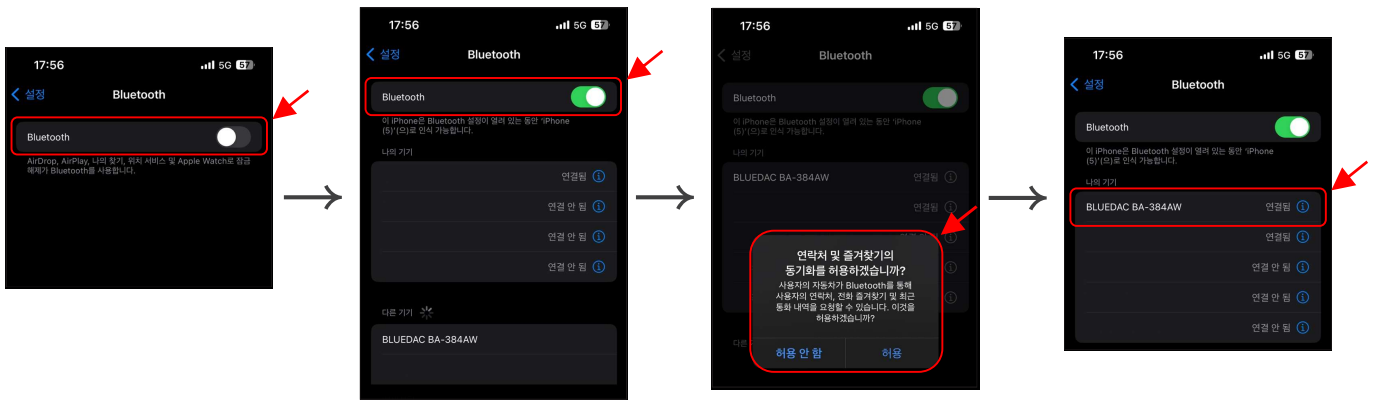 17:56
5G 57
설정
Bluetooth
Bluetooth
AirDrop, AirPlay, 나의 찾기, 위치 서비스 및 Apple Watch로 잠금
해제가 Bluetooth를 사용합니다.
17:56
5G 57
설정
Bluetooth
Bluetooth
이 iPhone은 Bluetooth 설정이 열려 있는 동안 ‘iPhone
(5)’(으)로 인식 가능합니다.
나의 기기
연결됨
연결 안 됨
연결 안 됨
연결 안 됨
다른 기기
BLUEDAC BA-384AW
17:56
5G 57
설정
Bluetooth
Bluetooth
이 iPhone은 Bluetooth 설정이 열려 있는 동안 ‘iPhone
(5)’(으)로 인식 가능합니다.
나의 기기
BLUEDAC BA-384AW 연결됨
연결됨
연락처 및 즐겨찾기의
동기화를 허용하겠습니까?
사용자의 자동차가 Bluetooth를 통해
사용자의 연락처, 전화 즐겨찾기 및 최근
통화 내역을 요청할 수 있습니다. 이것을
허용하겠습니까?
허용 안 함
허용
다른
17:56
5G 57
설정
Bluetooth
Bluetooth
이 iPhone은 Bluetooth 설정이 열려 있는 동안 ‘iPhone
(5)’(으)로 인식 가능합니다.
나의 기기
BLUEDAC BA-384AW 연결됨
연결됨
연결 안 됨
연결 안 됨
연결 안 됨